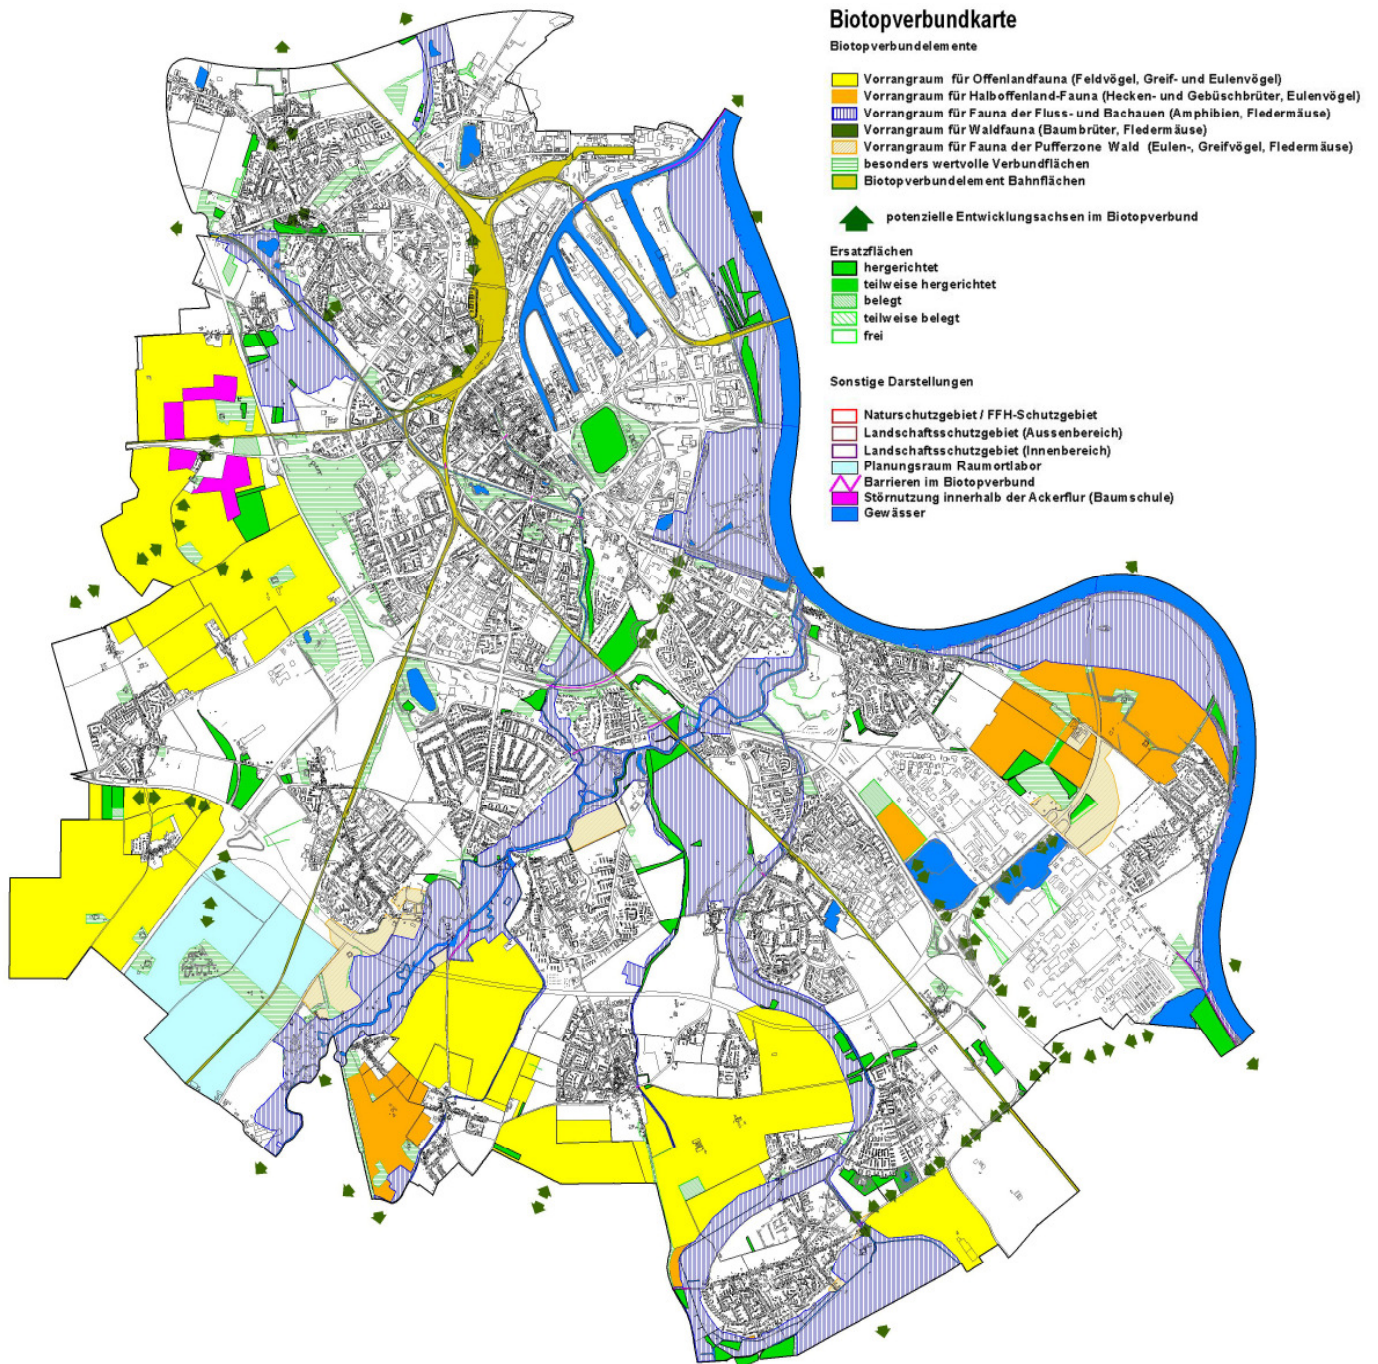 Biotopverbundkarte
Biotopverbundelemente
Vorrangraum für Offenlandfauna (Feldvögel, Greif- und Eulenvögel)
Vorrangraum für Halboffenland-Fauna (Hecken- und Gebüschbrüter, Eulenvögel)
Vorrangraum für Fauna der Fluss- und Bachauen (Amphibien, Fledermäuse)
Vorrangraum für Waldfauna (Baumbrüter, Fledermäuse)
Vorrangraum für Fauna der Pufferzone Wald (Eulen-, Greifvögel, Fledermäuse)
besonders wertvolle Verbundflächen
Biotopverbundelement Bahnflächen
potenzielle Entwicklungsachsen im Biotopverbund
Ersatzflächen
hergerichtet
teilweise hergerichtet
belegt
teilweise belegt
frei
Sonstige Darstellungen
Naturschutzgebiet / FFH-Schutzgebiet
Landschaftsschutzgebiet (Aussenbereich)
Landschaftsschutzgebiet (Innenbereich)
Planungsraum Raumortlabor
Barrieren im Biotopverbund
Störnutzung innerhalb der Ackerflur (Baumschule)
Gewässer